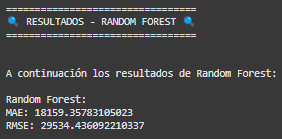 ==================================
🔍 RESULTADOS - RANDOM FOREST 🔍
==================================
A continuación los resultados de Random Forest:
Random Forest:
MAE: 18159.35783105023
RMSE: 29534.436092210337